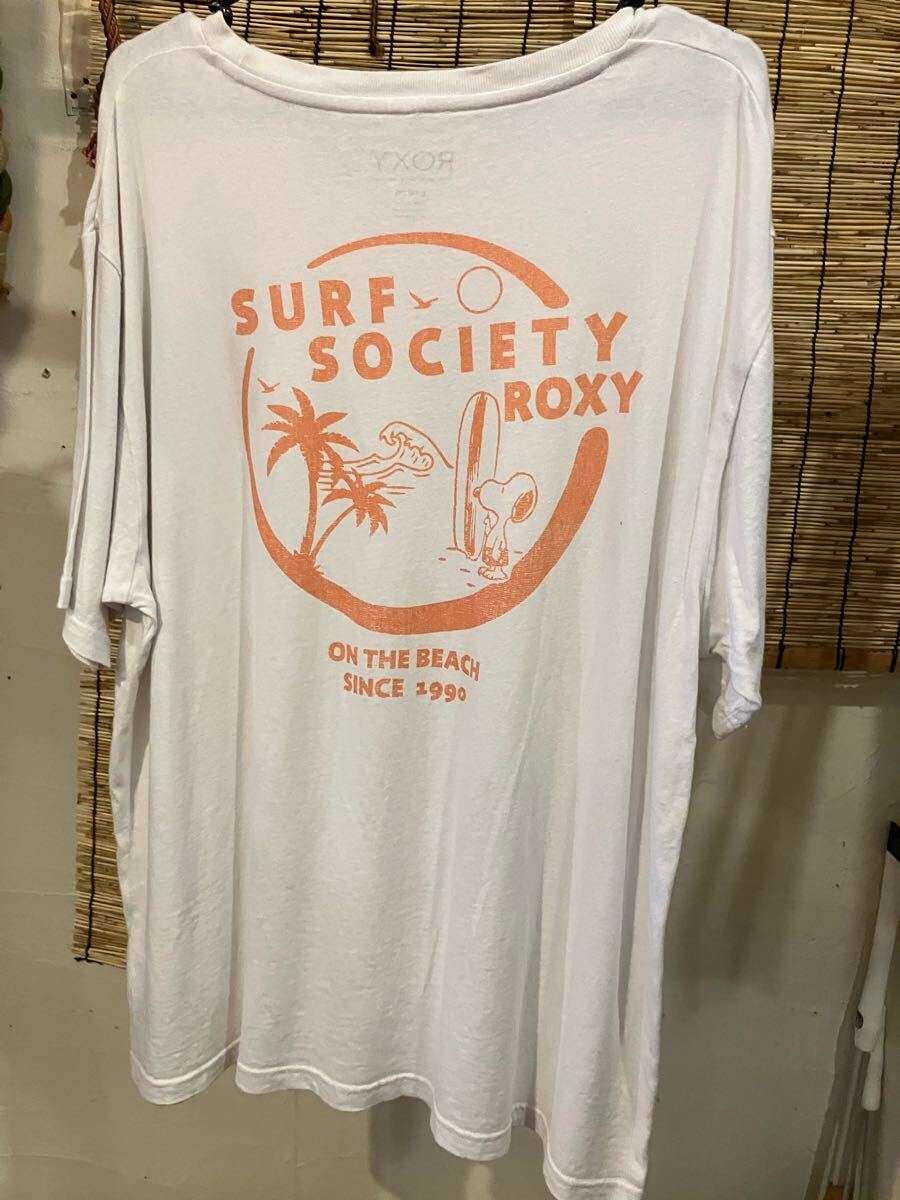 ROXY
SURF
SOCIETY
ROXY
ON THE BEACH
SINCE 1990